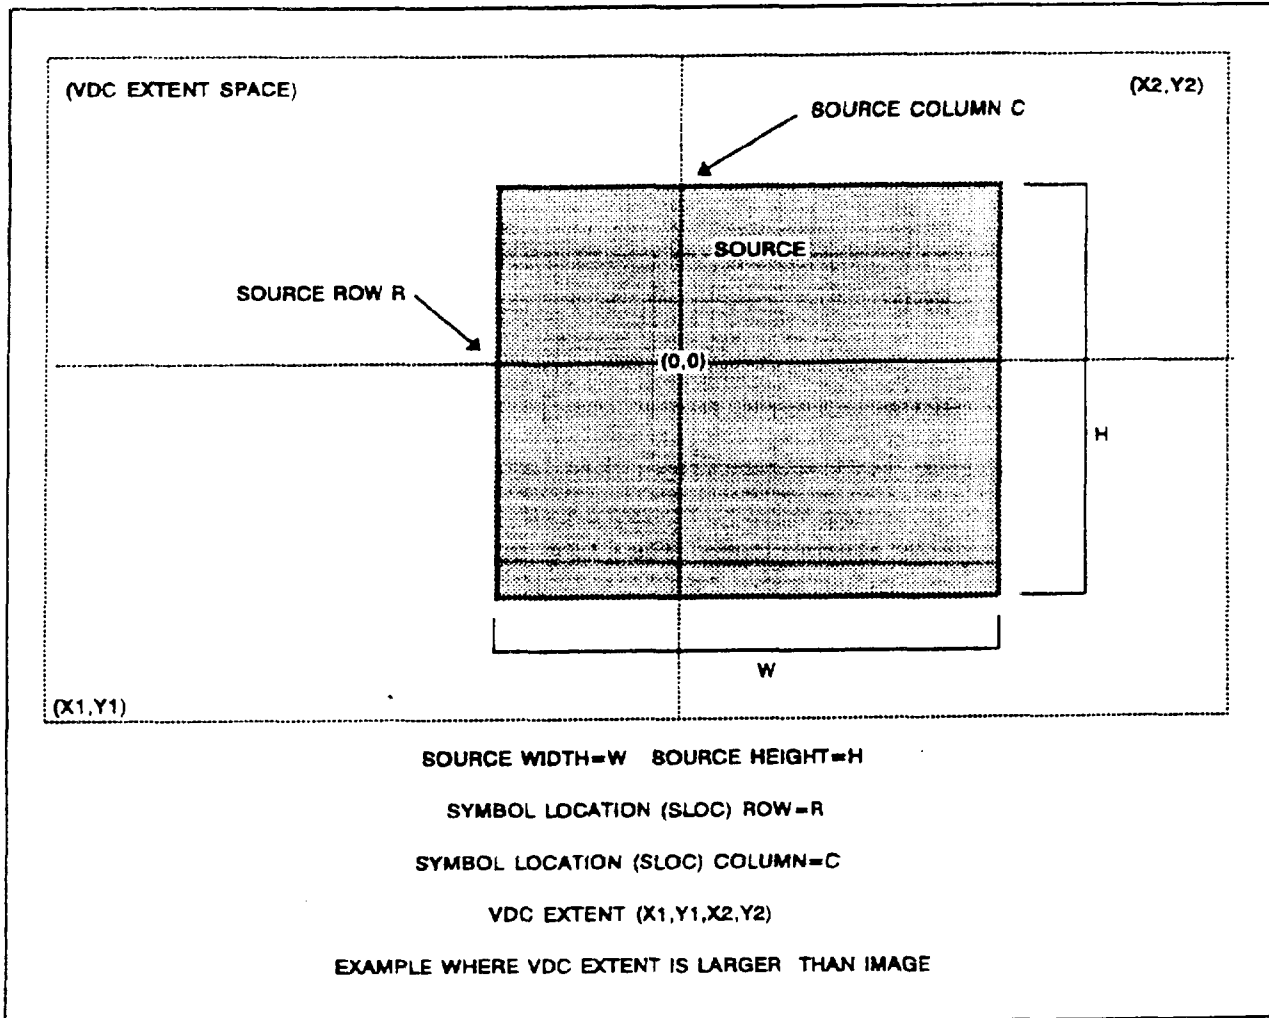 (VDC EXTENT SPACE)
(X2,Y2)
SOURCE COLUMN C
SOURCE
SOURCE ROW R
(0,0)
H
W
(X1,Y1)
SOURCE WIDTH=W SOURCE HEIGHT=H
SYMBOL LOCATION (SLOC) ROW=R
SYMBOL LOCATION (SLOC) COLUMN=C
VDC EXTENT (X1,Y1,X2,Y2)
EXAMPLE WHERE VDC EXTENT IS LARGER THAN IMAGE